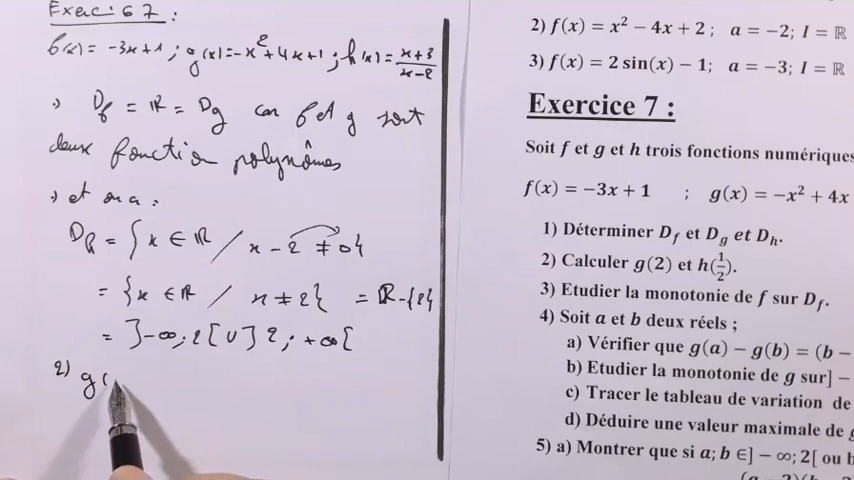 Exercice 7 :
f(x) = -3x+1 ; g(x) = -x² + 4x + 1 ; h(x) = x+3/x-2
1) Df = ℝ = Dg car f et g sont
deux fonction polynômes
1) et on a :
Dh = { x ∈ ℝ / x - 2 ≠ 0 }
= { x ∈ ℝ / x ≠ 2 } = ℝ - {2}
= ]-∞; 2[ ∪ ]2; +∞[
2) g(
2) f(x) = x² − 4x + 2 ; a = −2; I = ℝ
3) f(x) = 2 sin(x) − 1; a = −3; I = ℝ
Exercice 7 :
Soit f et g et h trois fonctions numériques
f(x) = −3x + 1 ; g(x) = −x² + 4x
1) Déterminer Df et Dg et Dh.
2) Calculer g(2) et h(1/2).
3) Etudier la monotonie de f sur Df.
4) Soit a et b deux réels ;
a) Vérifier que g(a) − g(b) = (b −
b) Etudier la monotonie de g sur] −
c) Tracer le tableau de variation de
d) Déduire une valeur maximale de g
5) a) Montrer que si a; b ∈] − ∞; 2[ ou b